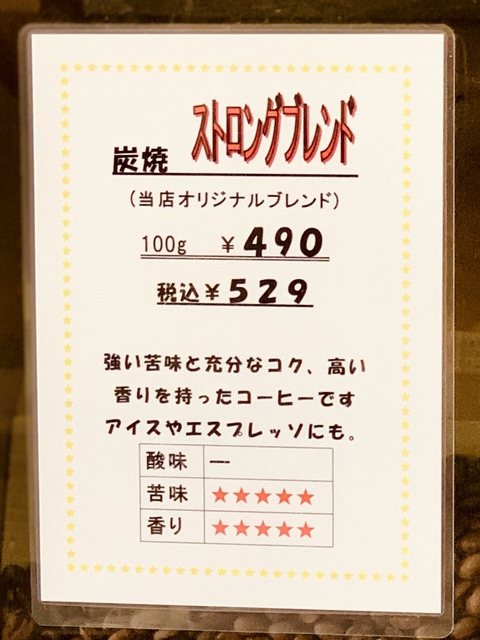 炭焼 ストロングブレンド
(当店オリジナルブレンド)
100g ￥490
税込￥529
強い苦味と充分なコク、高い
香りを持ったコーヒーです
アイスやエスプレッソにも。
酸味 ―
苦味 ★★★★★
香り ★★★★★